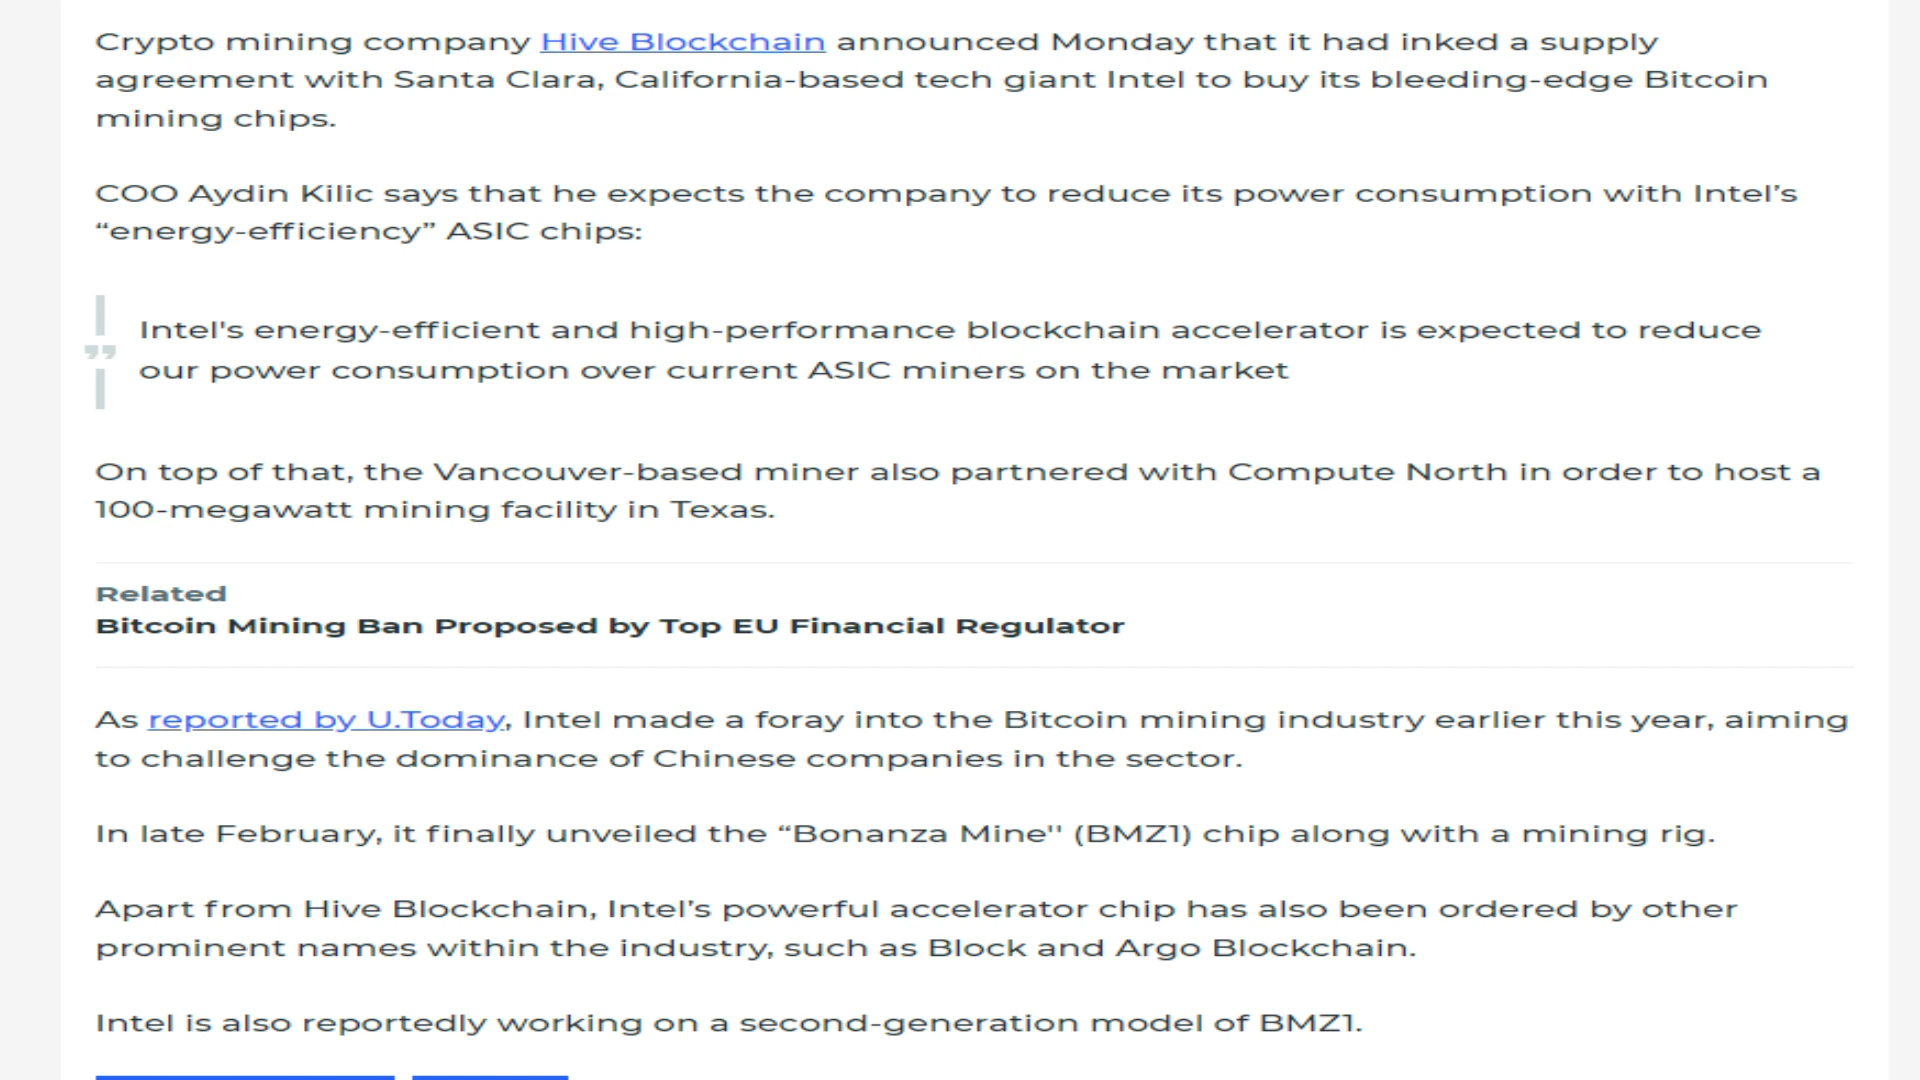 Crypto mining company Hive Blockchain announced Monday that it had inked a supply
agreement with Santa Clara, California-based tech giant Intel to buy its bleeding-edge Bitcoin
mining chips.
COO Aydin Kilic says that he expects the company to reduce its power consumption with Intel’s
“energy-efficiency” ASIC chips:
Intel's energy-efficient and high-performance blockchain accelerator is expected to reduce
our power consumption over current ASIC miners on the market
On top of that, the Vancouver-based miner also partnered with Compute North in order to host a
100-megawatt mining facility in Texas.
Related
Bitcoin Mining Ban Proposed by Top EU Financial Regulator
As reported by U.Today, Intel made a foray into the Bitcoin mining industry earlier this year, aiming
to challenge the dominance of Chinese companies in the sector.
In late February, it finally unveiled the “Bonanza Mine'' (BMZ1) chip along with a mining rig.
Apart from Hive Blockchain, Intel’s powerful accelerator chip has also been ordered by other
prominent names within the industry, such as Block and Argo Blockchain.
Intel is also reportedly working on a second-generation model of BMZ1.